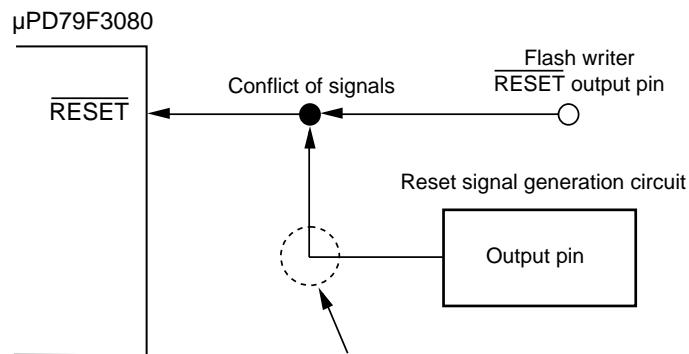 µPD79F3080
Flash writer
Conflict of signals
RESET output pin
RESET
Reset signal generation circuit
Output pin